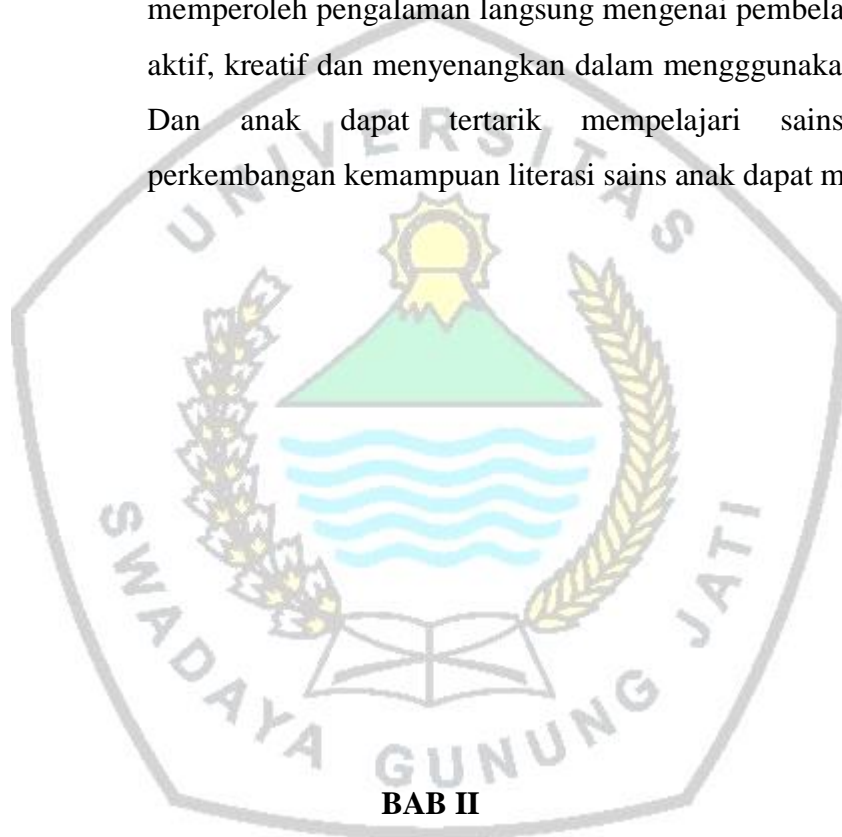 memperoleh pengalaman langsung mengenai pembela
aktif, kreatif dan menyenangkan dalam mengggunaka
Dan anak dapat tertarik mempelajari sains
perkembangan kemampuan literasi sains anak dapat m
UNIVERSITAS
SWADAYA GUNUNG JATI
BAB II